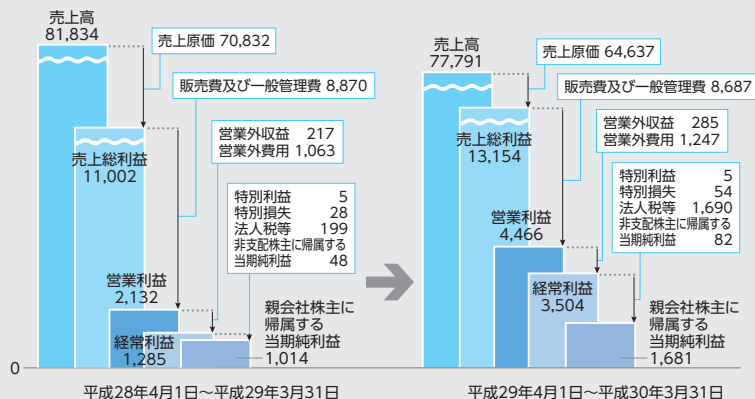 売上高
81,834
売上原価 70,832
販売費及び一般管理費 8,870
売上総利益
11,002
営業外収益 217
営業外費用 1,063
特別利益 5
特別損失 28
法人税等 199
非支配株主に帰属する
当期純利益 48
営業利益
2,132
経常利益
1,285
親会社株主に
帰属する
当期純利益
1,014
0
平成28年4月1日～平成29年3月31日
売上高
77,791
売上原価 64,637
販売費及び一般管理費 8,687
売上総利益
13,154
営業外収益 285
営業外費用 1,247
特別利益 5
特別損失 54
法人税等 1,690
非支配株主に帰属する
当期純利益 82
営業利益
4,466
経常利益
3,504
親会社株主に
帰属する
当期純利益
1,681
平成29年4月1日～平成30年3月31日